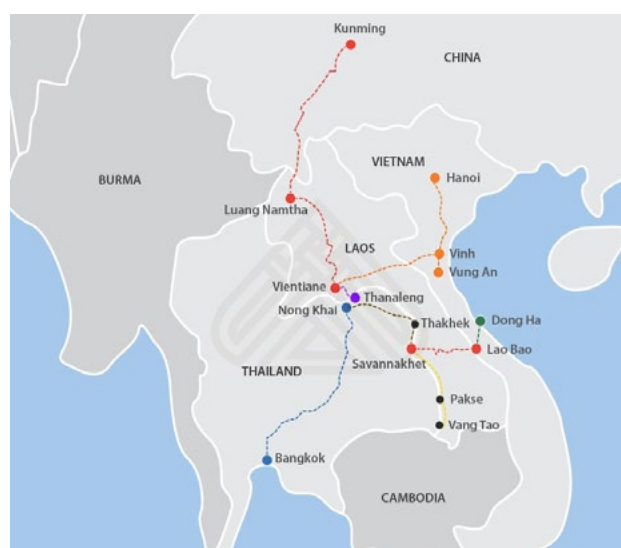 Kunming
CHINA
VIETNAM
BURMA
Hanoi
Luang Namtha
LAOS
Vinh
Vung An
Vientiane
Thanaleng
Nong Khai
Thakhek
Dong Ha
Lao Bao
Savannakhet
THAILAND
Pakse
Vang Tao
Bangkok
CAMBODIA